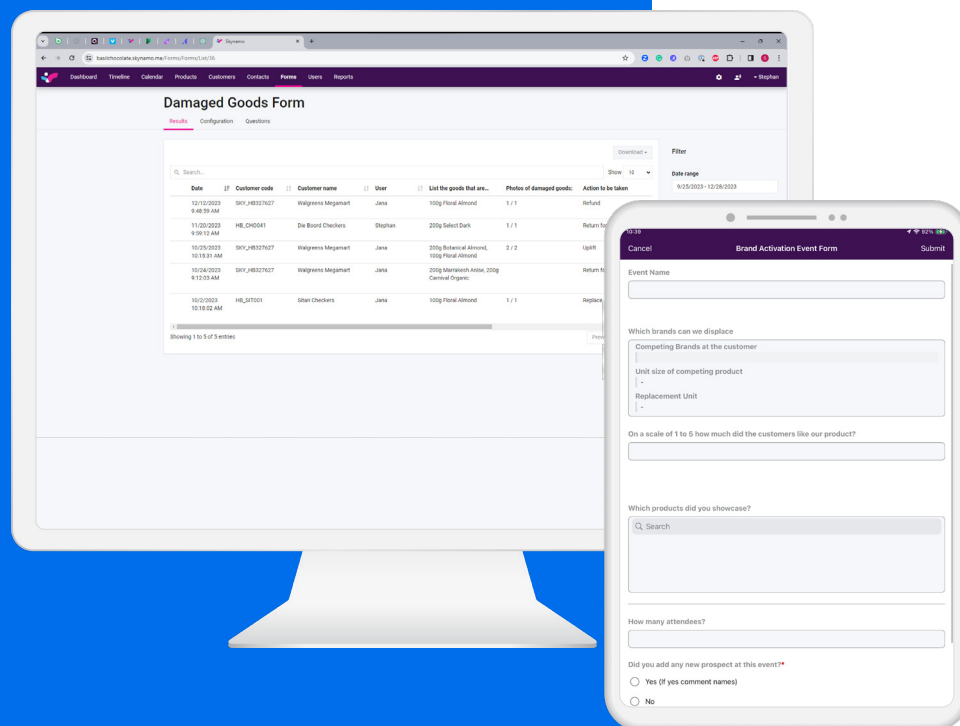 Skynamo
basilchocolate.skynamo.me/Forms/Forms/List/36
Dashboard Timeline Calendar Products Customers Contacts Forms Users Reports Stephan
Damaged Goods Form
Results Configuration Questions
Download
Search...
Show 10
Date Customer code Customer name User List the goods that are... Photos of damaged goods: Action to be taken
12/12/2023 SKY_HB327627 Walgreens Megamart Jana 100g Floral Almond 1 / 1 Refund
9:48:59 AM
11/20/2023 HB_CH0041 Die Boord Checkers Stephan 200g Select Dark 1 / 1 Return for
9:59:12 AM
10/25/2023 SKY_HB327627 Walgreens Megamart Jana 200g Botanical Almond, 2 / 2 Uplift
10:15:31 AM 100g Floral Almond
10/24/2023 SKY_HB327627 Walgreens Megamart Jana 200g Marrakesh Anise, 200g Return fo
9:12:03 AM Carnival Organic
10/2/2023 HB_SIT001 Sitari Checkers Jana 100g Floral Almond 1 / 1 Replace
10:18:02 AM
Showing 1 to 5 of 5 entries
Prev
Filter
Date range
9/25/2023 - 12/28/2023
10:39 92%
Cancel Brand Activation Event Form Submit
Event Name
Which brands can we displace
Competing Brands at the customer
Unit size of competing product
-
Replacement Unit
-
On a scale of 1 to 5 how much did the customers like our product?
Which products did you showcase?
Search
How many attendees?
Did you add any new prospect at this event?*
Yes (If yes comment names)
No